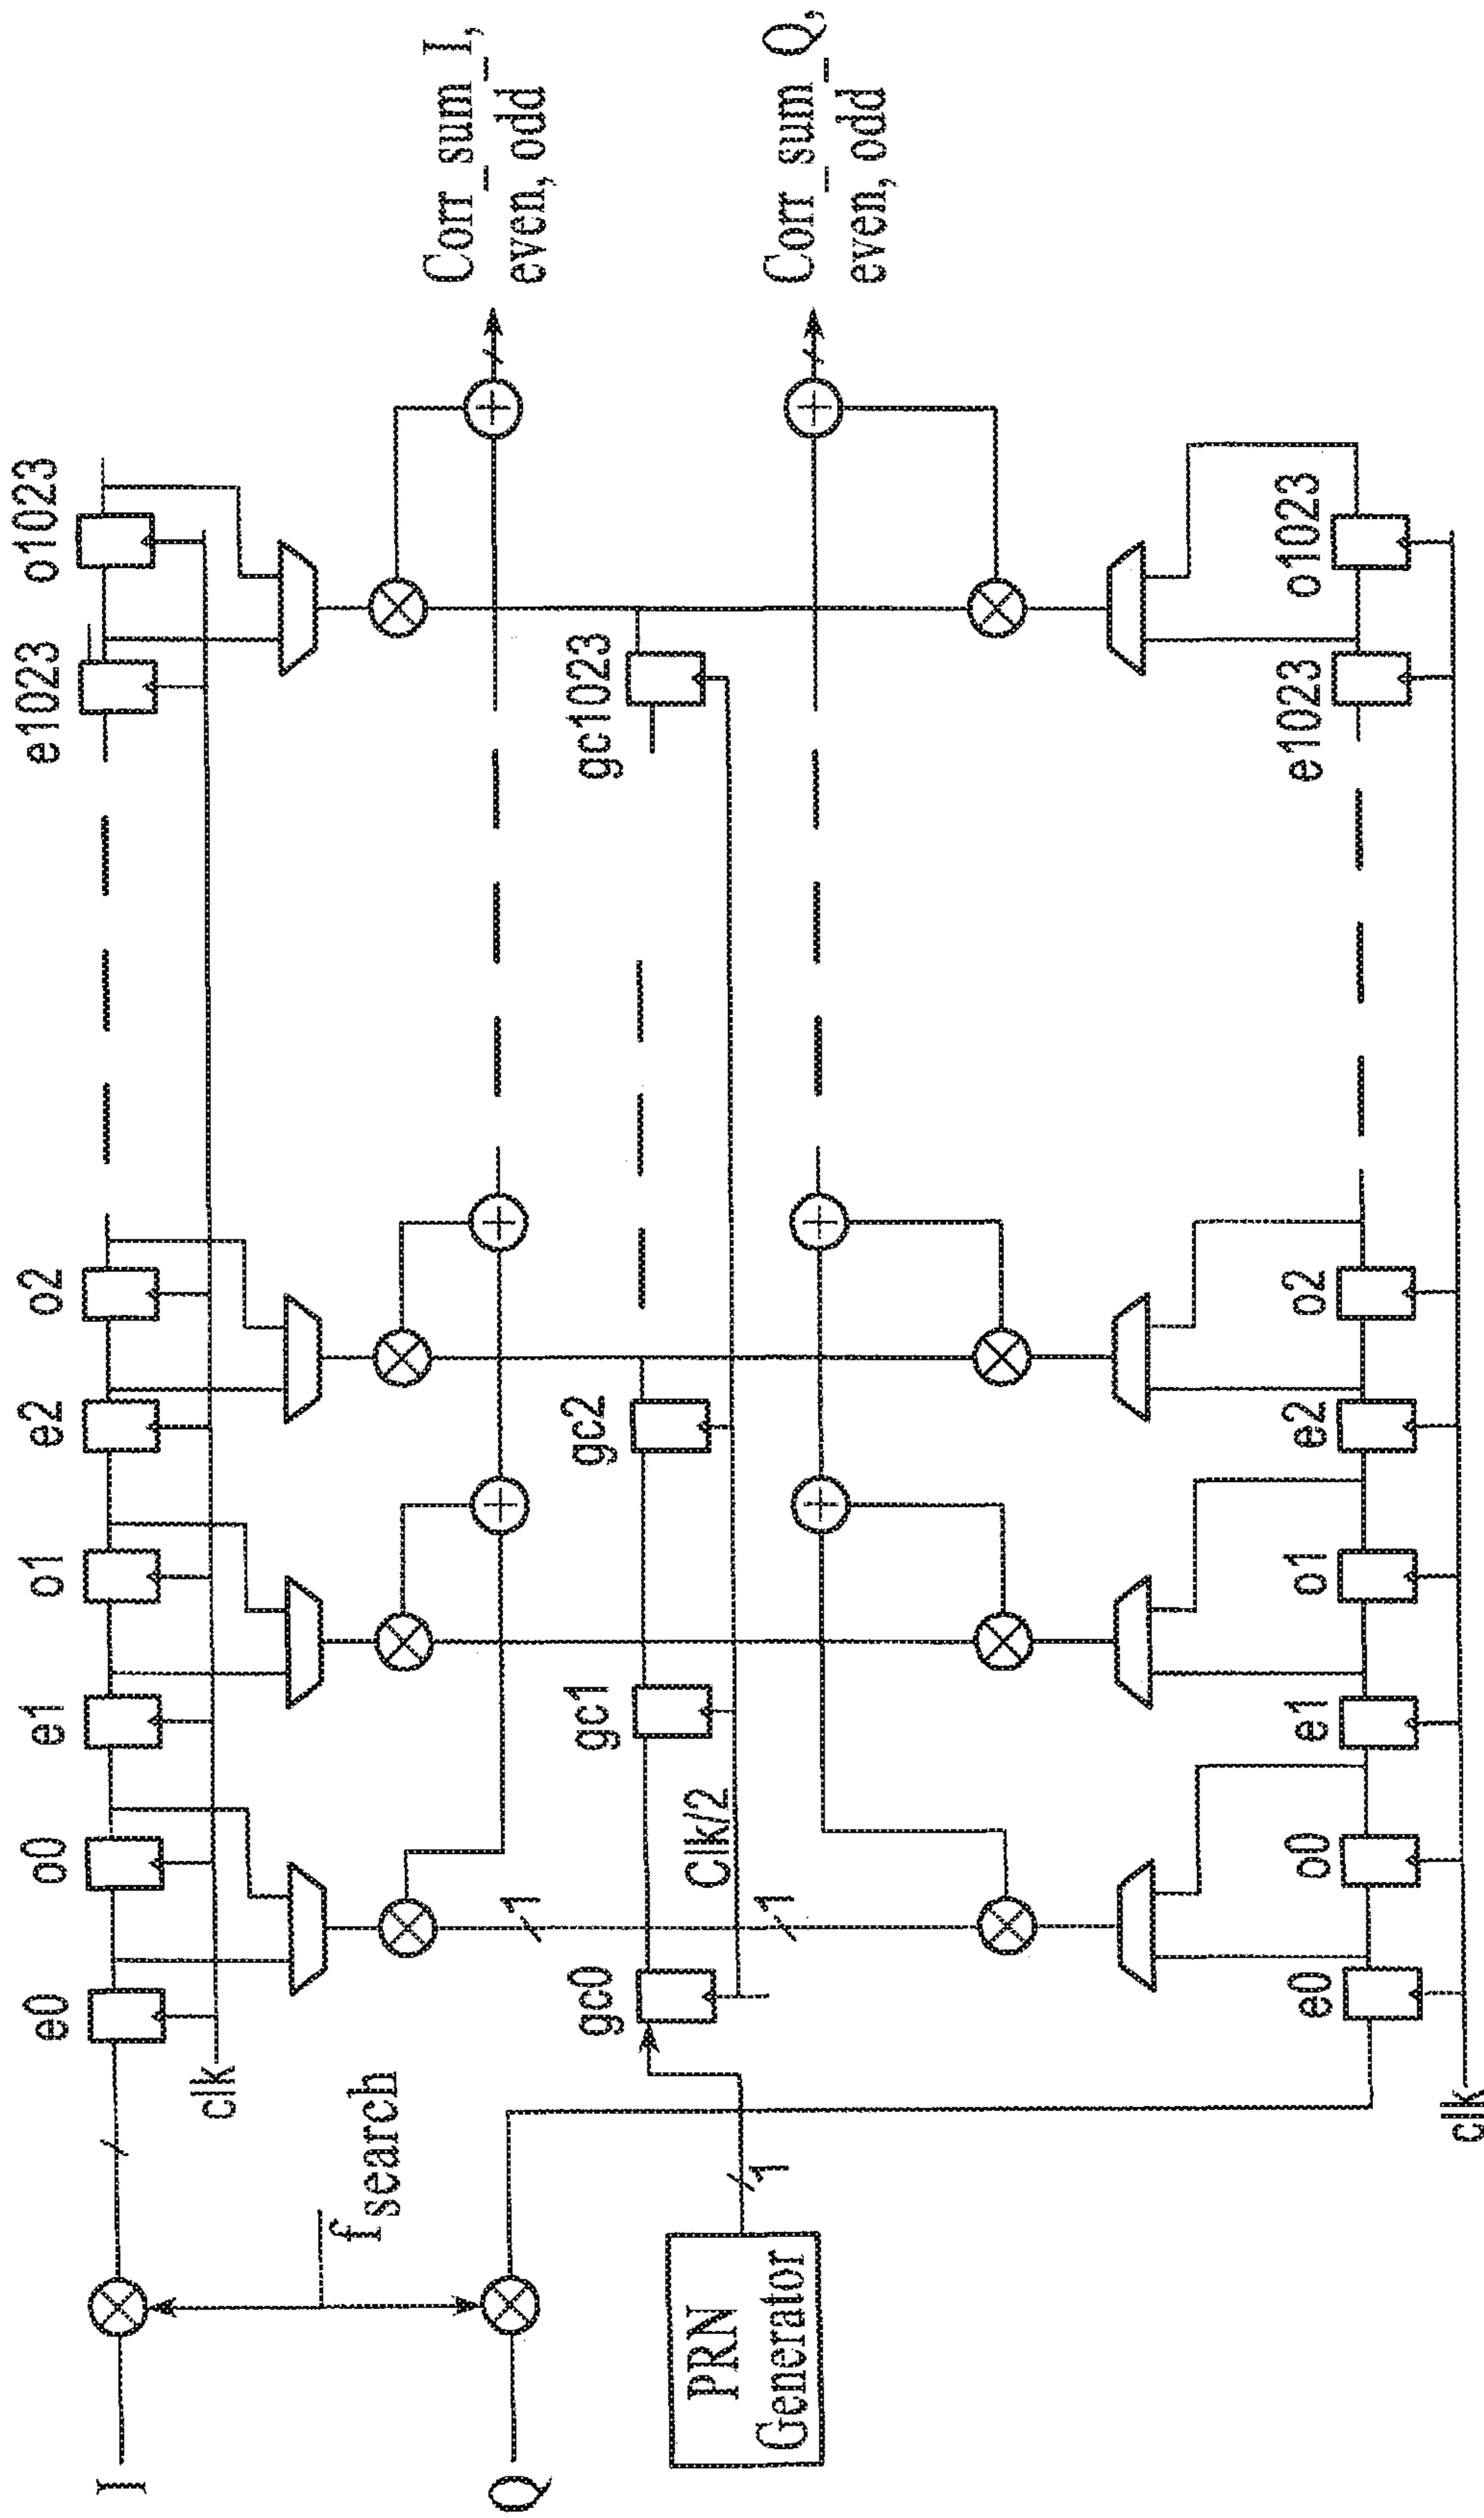 e0
o0
e1
o1
e2
o2
e1023
o1023
clk
I
f search
Corr_sum_I,
even, odd
1
Q
gc0
gc1
gc2
gc1023
Clk/2
PRN
Generator
1
1
Corr_sum_Q,
even, odd
e0
o0
e1
o1
e2
o2
e1023
o1023
clk